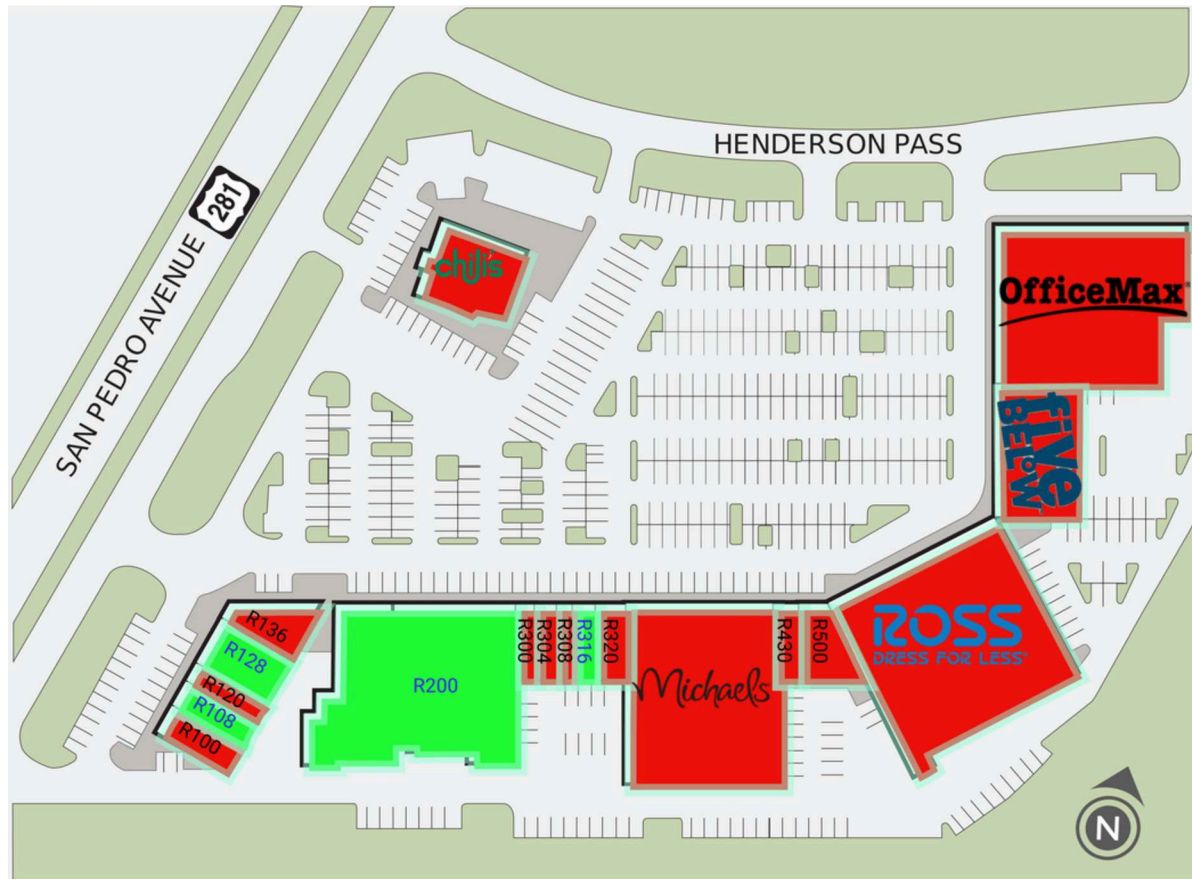 HENDERSON PASS
SAN PEDRO AVENUE
281
chili's
OfficeMax®
five
BELOW
ROSS
DRESS FOR LESS®
R136
R128
R120
R108
R100
R200
R300
R304
R308
R316
R320
Michaels
R430
R500
N